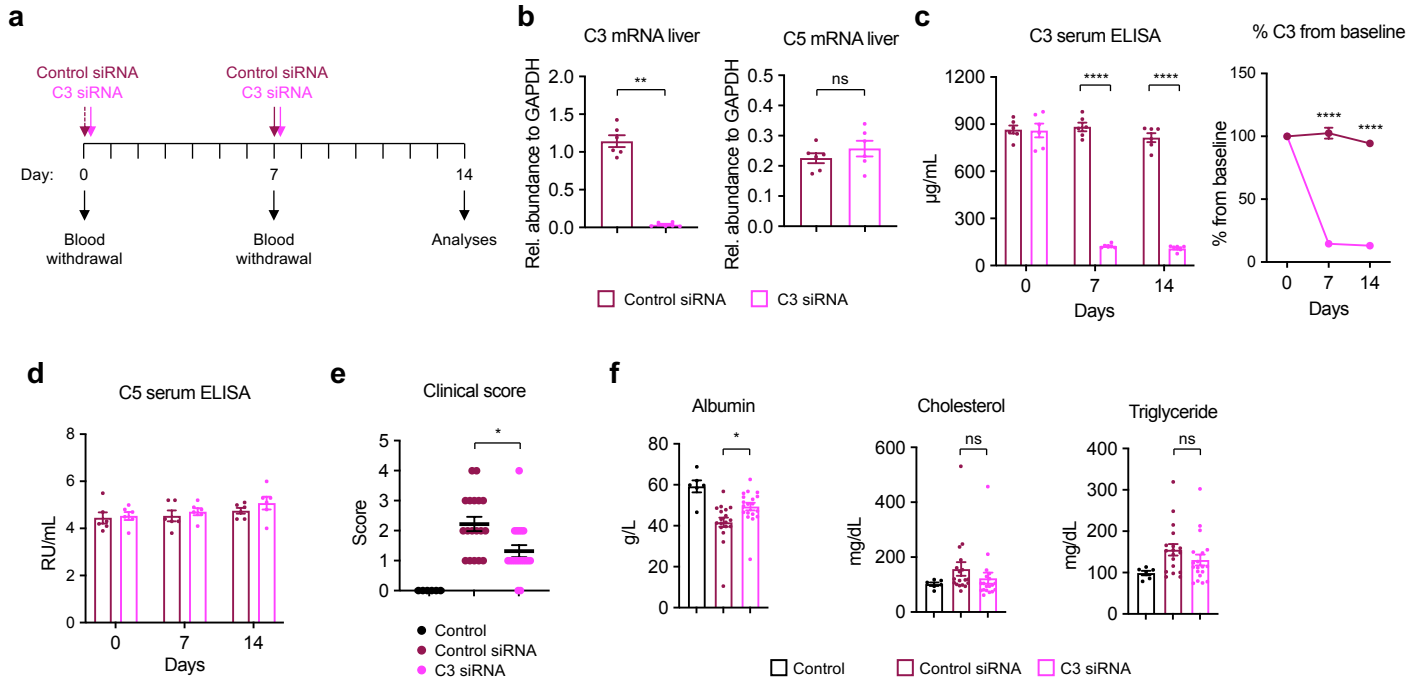 a
Control siRNA
C3 siRNA
Control siRNA
C3 siRNA
Day:
0
7
14
Blood
withdrawal
Blood
withdrawal
Analyses
b
C3 mRNA liver
Rel. abundance to GAPDH
2.0
1.5
1.0
0.5
0.0
**
C5 mRNA liver
Rel. abundance to GAPDH
0.5
0.4
0.3
0.2
0.1
0.0
ns
Control siRNA
C3 siRNA
c
C3 serum ELISA
µg/mL
1200
900
600
300
0
****
****
0
7
14
Days
% C3 from baseline
% from baseline
150
100
50
0
****
****
0
7
14
Days
d
C5 serum ELISA
RU/mL
8
6
4
2
0
0
7
14
Days
e
Clinical score
Score
5
4
3
2
1
0
*
Control
Control siRNA
C3 siRNA
f
Albumin
g/L
80
60
40
20
0
*
Cholesterol
mg/dL
600
400
200
0
ns
Triglyceride
mg/dL
400
300
200
100
0
ns
Control
Control siRNA
C3 siRNA